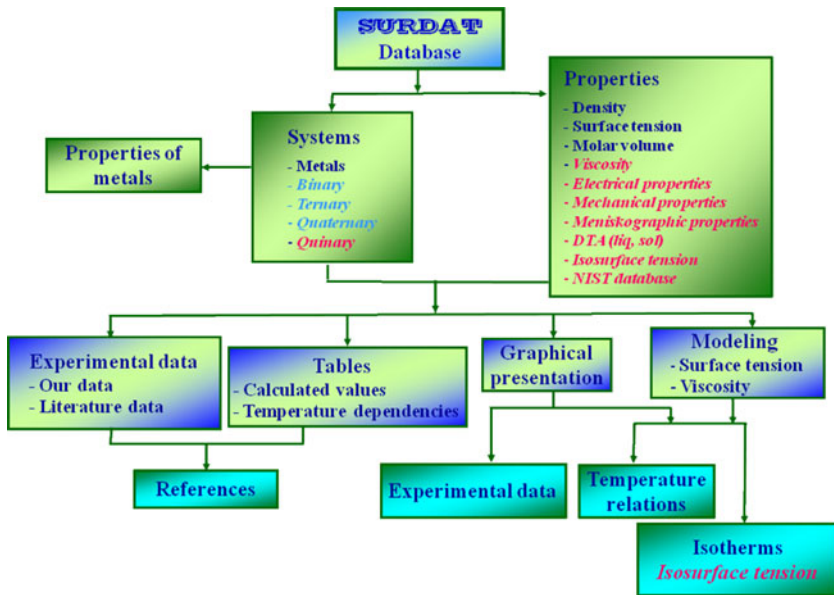 SURDAT
Database
Properties
- Density
- Surface tension
- Molar volume
- Viscosity
- Electrical properties
- Mechanical properties
- Meniskographic properties
- DTA (liq, sol)
- Isosurface tension
- NIST database
Systems
- Metals
- Binary
- Ternary
- Quaternary
- Quinary
Properties of
metals
Experimental data
- Our data
- Literature data
Tables
- Calculated values
- Temperature dependencies
Graphical
presentation
Modeling
- Surface tension
- Viscosity
References
Experimental data
Temperature
relations
Isotherms
Isosurface tension